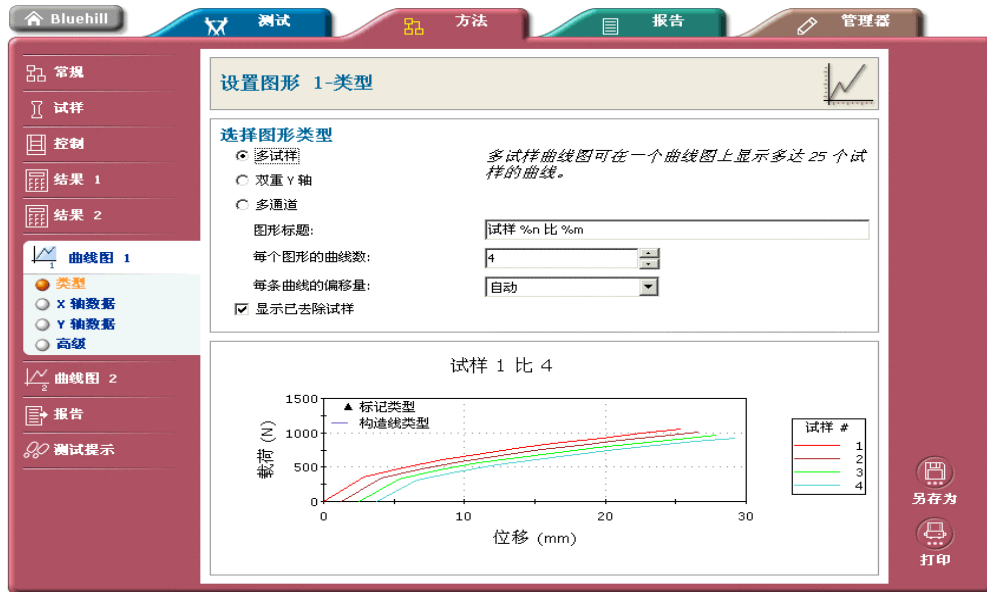 Bluehill
测试
方法
报告
管理器
常规
试样
控制
结果 1
结果 2
曲线图 1
类型
X 轴数据
Y 轴数据
高级
曲线图 2
报告
测试提示
设置图形 1-类型
选择图形类型
多试样
双重 Y 轴
多通道
多试样曲线图可在一个曲线图上显示多达 25 个试
样的曲线。
图形标题:
试样 %n 比 %m
每个图形的曲线数:
4
每条曲线的偏移量:
自动
显示已去除试样
试样 1 比 4
载荷 (N)
1500
1000
500
0
标记类型
构造线类型
0
10
20
30
位移 (mm)
试样 #
1
2
3
4
另存为
打印